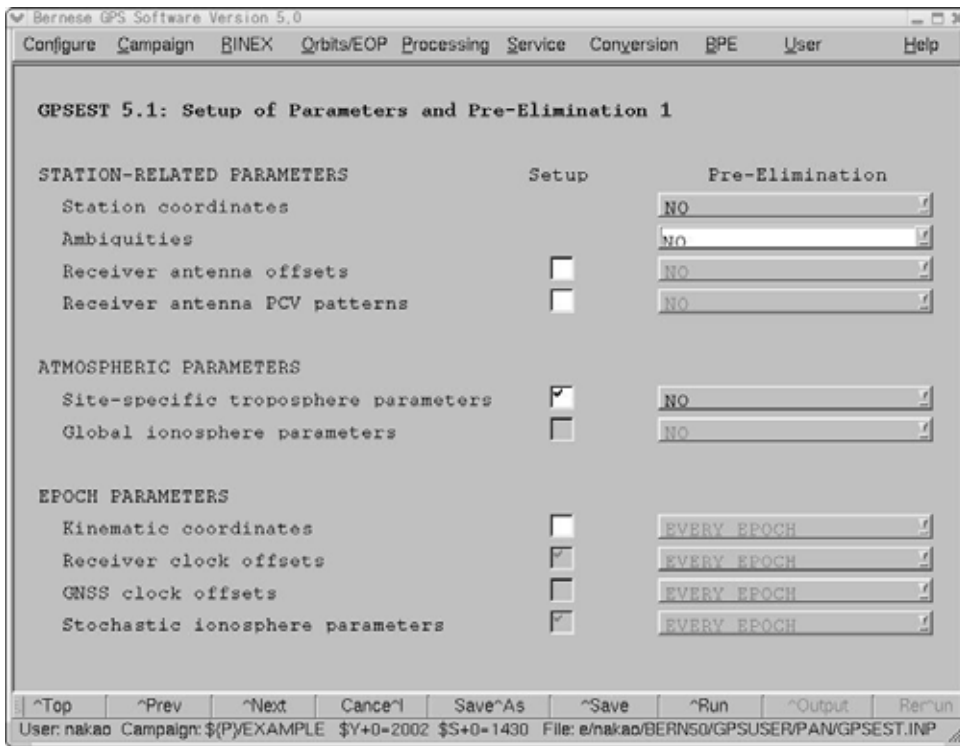 Bernese GPS Software Version 5.0
Configure Campaign RINEX Orbits/EOP Processing Service Conversion BPE User Help
GPSEST 5.1: Setup of Parameters and Pre-Elimination 1
STATION-RELATED PARAMETERS Setup Pre-Elimination
Station coordinates NO
Ambiquities NO
Receiver antenna offsets NO
Receiver antenna PCV patterns NO
ATMOSPHERIC PARAMETERS
Site-specific troposphere parameters NO
Global ionosphere parameters NO
EPOCH PARAMETERS
Kinematic coordinates EVERY EPOCH
Receiver clock offsets EVERY EPOCH
GNSS clock offsets EVERY EPOCH
Stochastic ionosphere parameters EVERY EPOCH
^Top ^Prev ^Next Cance^l Save^As ^Save ^Run ^Output Rer^un
User: nakao Campaign: ${P}/EXAMPLE $Y+0=2002 $S+0=1430 File: e/nakao/BERN50/GPSUSER/PAN/GPSEST.INP